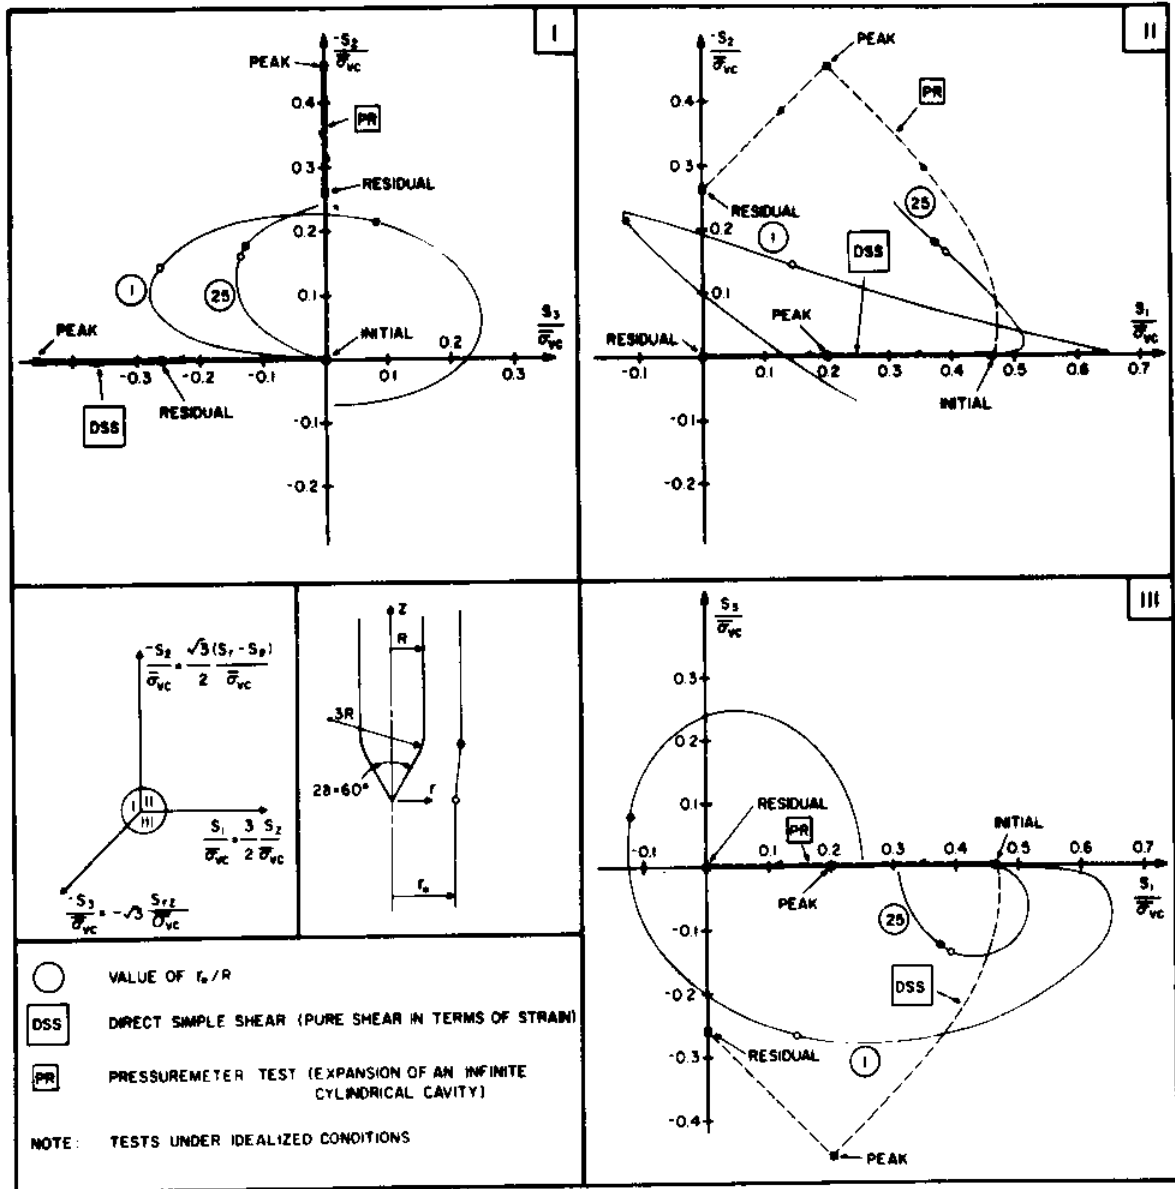 I
-S₂
σ̅vc
PEAK
0.4
PR
0.3
RESIDUAL
0.2
1
25
0.1
PEAK
INITIAL
S₃
σ̅vc
0.2
-0.3 -0.2 -0.1 0.1 0.3
DSS
RESIDUAL
-0.1
-0.2
II
-S₂
σ̅vc
PEAK
0.4
PR
0.3
25
RESIDUAL
0.2
1
DSS
0.1
PEAK
RESIDUAL
S₁
σ̅vc
-0.1 0.1 0.2 0.3 0.4 0.5 0.6 0.7
INITIAL
-0.1
-0.2
-S₂/σ̅vc = √3/2 (Sr - Sθ)/σ̅vc
I II
III
S₁/σ̅vc = 3/2 Sz/σ̅vc
-S₃/σ̅vc = -√3 Srz/σ̅vc
z
R
3R
2δ=60°
r
r₀
III
S₃
σ̅vc
0.3
0.2
0.1
RESIDUAL
PR
INITIAL
-0.1 0.1 0.2 0.3 0.4 0.5 0.6 0.7
S₁
σ̅vc
PEAK
25
-0.1
DSS
-0.2
RESIDUAL
1
-0.3
-0.4
PEAK
VALUE OF r₀/R
DSS DIRECT SIMPLE SHEAR (PURE SHEAR IN TERMS OF STRAIN)
PR PRESSUREMETER TEST (EXPANSION OF AN INFINITE
CYLINDRICAL CAVITY)
NOTE: TESTS UNDER IDEALIZED CONDITIONS